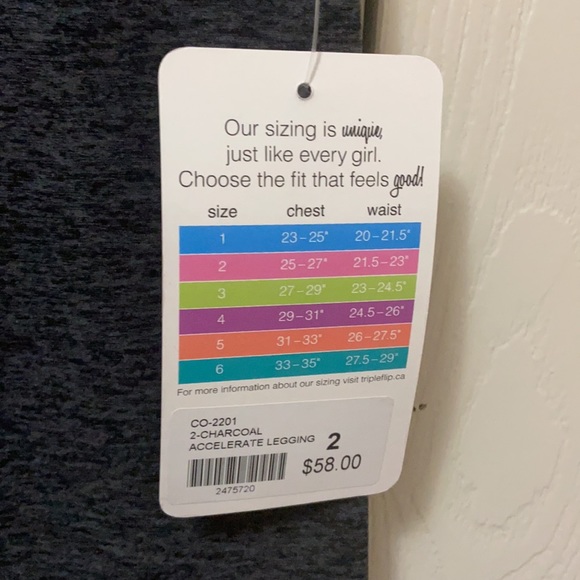 Our sizing is unique,
just like every girl.
Choose the fit that feels good!
size chest waist
1 23-25" 20-21.5"
2 25-27" 21.5-23"
3 27-29" 23-24.5"
4 29-31" 24.5-26"
5 31-33" 26-27.5"
6 33-35" 27.5-29"
For more information about our sizing visit tripleflip.ca
CO-2201
2-CHARCOAL
ACCELERATE LEGGING 2
$58.00
2475720